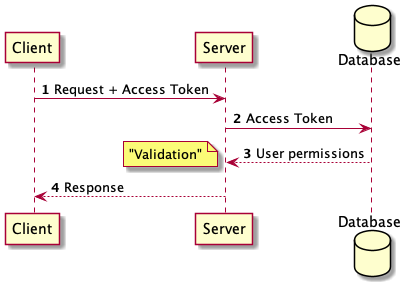 Client
Server
Database
1 Request + Access Token
2 Access Token
"Validation"
3 User permissions
4 Response
Client
Server
Database